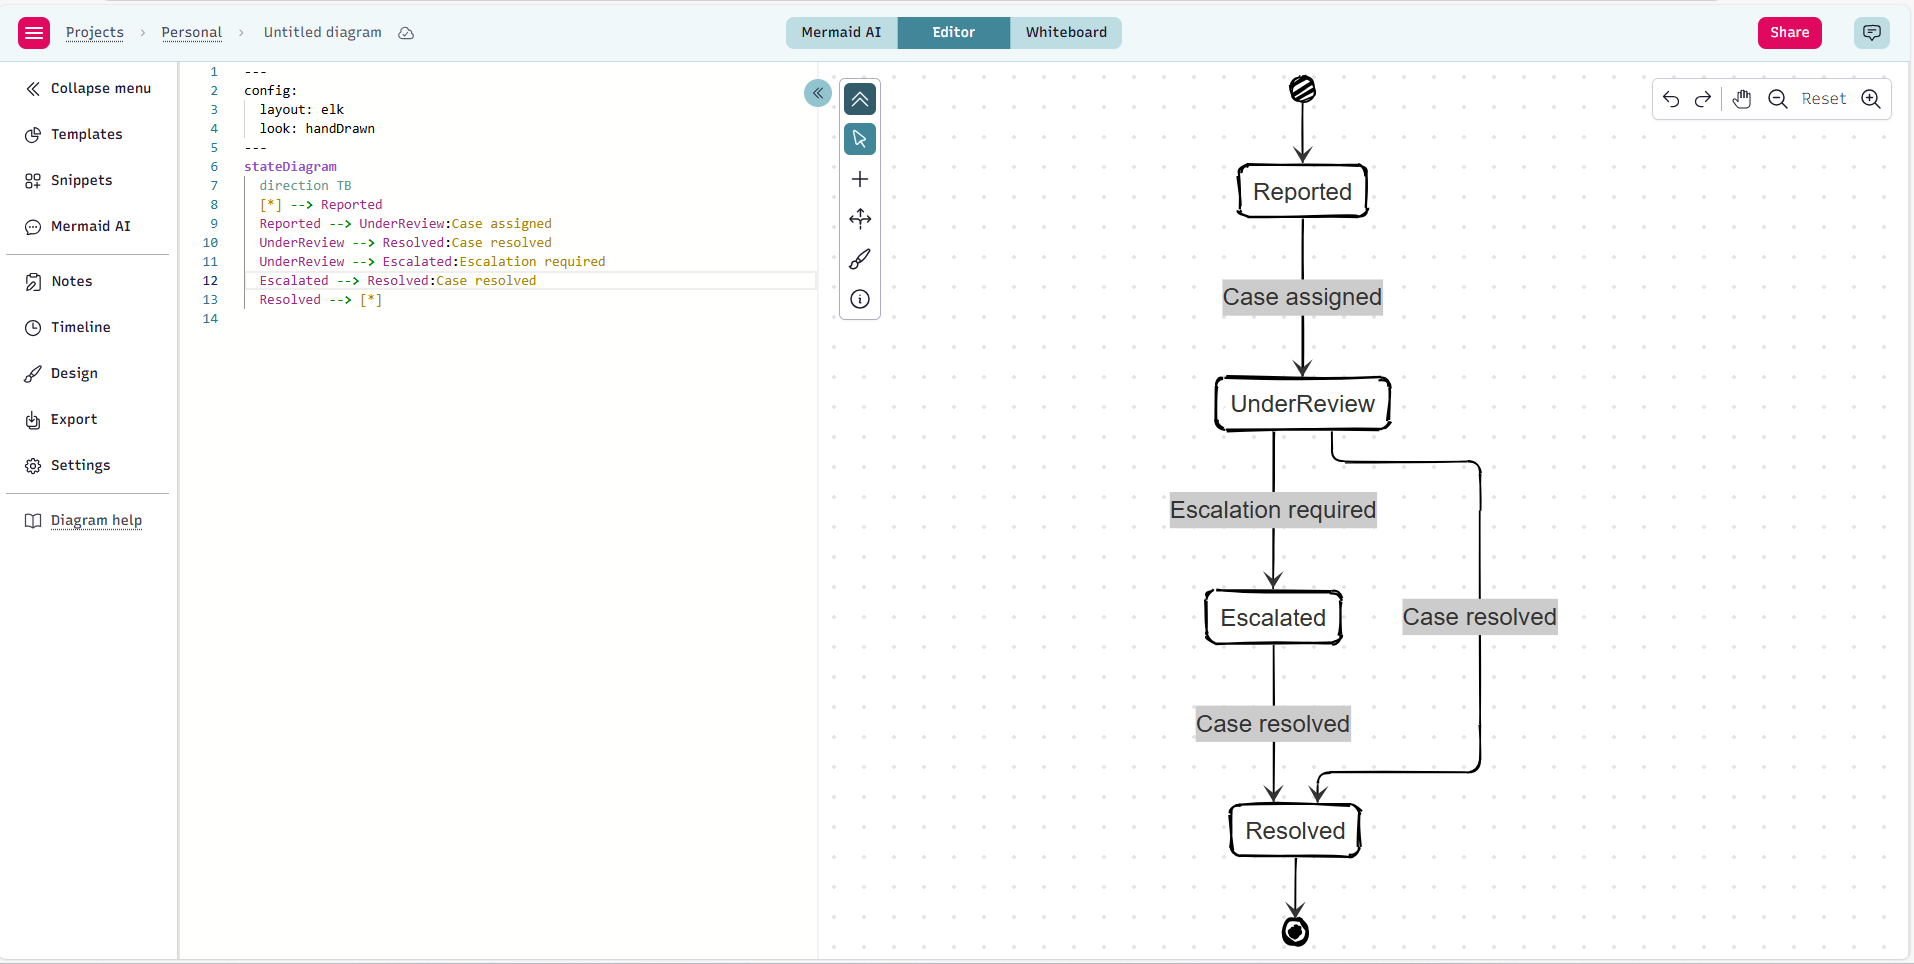 Projects › Personal › Untitled diagram
Mermaid AI Editor Whiteboard
Share
Collapse menu
Templates
Snippets
Mermaid AI
Notes
Timeline
Design
Export
Settings
Diagram help
1 ---
2 config:
3   layout: elk
4   look: handDrawn
5 ---
6 stateDiagram
7   direction TB
8   [*] --> Reported
9   Reported --> UnderReview:Case assigned
10   UnderReview --> Resolved:Case resolved
11   UnderReview --> Escalated:Escalation required
12   Escalated --> Resolved:Case resolved
13   Resolved --> [*]
14
Reset
Reported
Case assigned
UnderReview
Escalation required
Escalated
Case resolved
Case resolved
Resolved